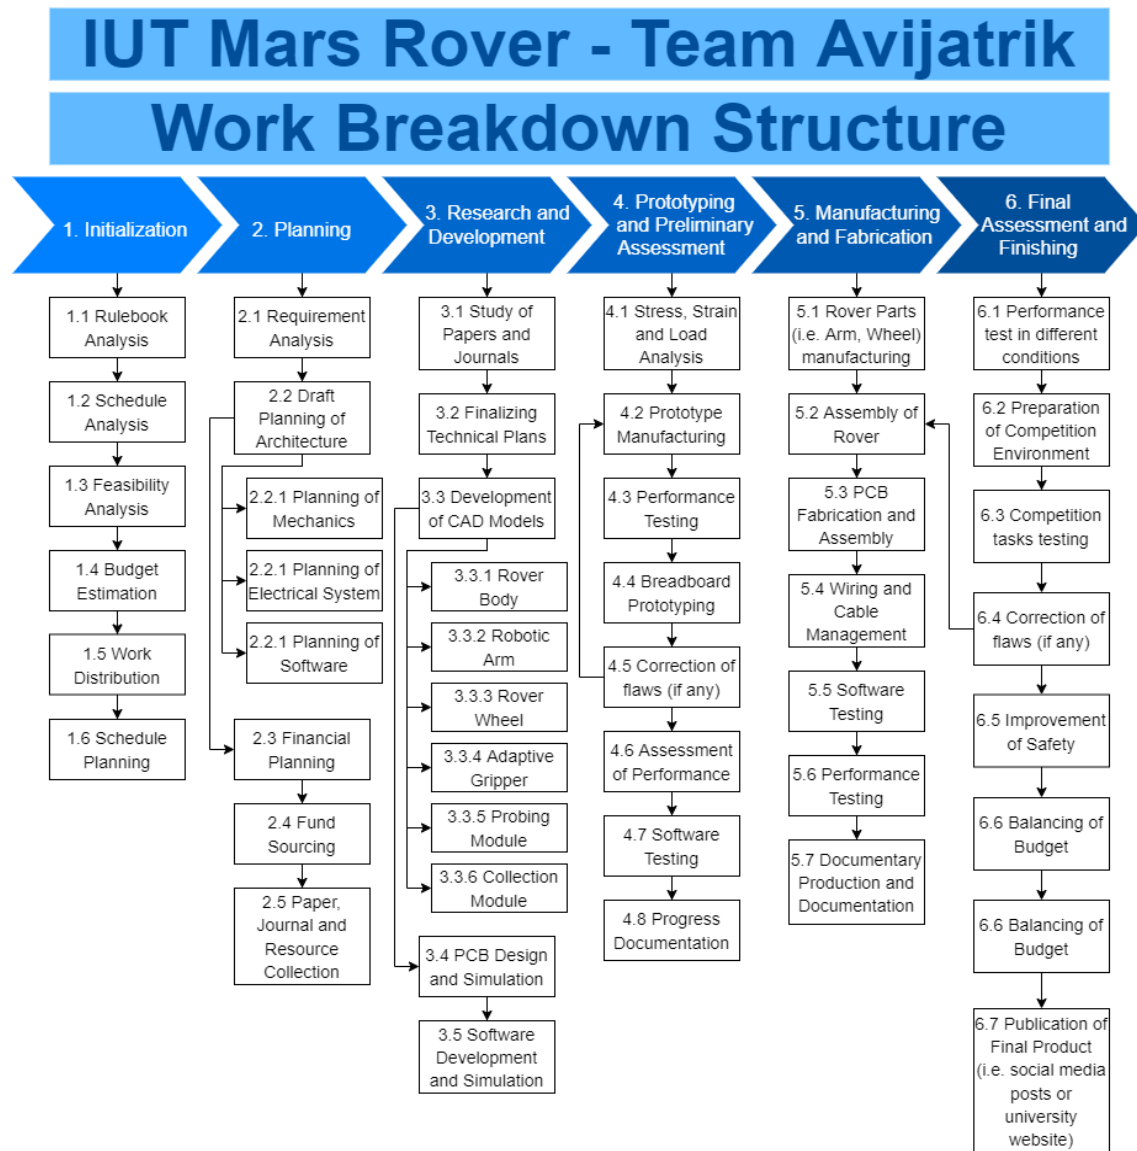 IUT Mars Rover - Team Avijatrik
Work Breakdown Structure
1. Initialization
1.1 Rulebook
Analysis
1.2 Schedule
Analysis
1.3 Feasibility
Analysis
1.4 Budget
Estimation
1.5 Work
Distribution
1.6 Schedule
Planning
2. Planning
2.1 Requirement
Analysis
2.2 Draft
Planning of
Architecture
2.2.1 Planning of
Mechanics
2.2.1 Planning of
Electrical System
2.2.1 Planning of
Software
2.3 Financial
Planning
2.4 Fund
Sourcing
2.5 Paper,
Journal and
Resource
Collection
3. Research and
Development
3.1 Study of
Papers and
Journals
3.2 Finalizing
Technical Plans
3.3 Development
of CAD Models
3.3.1 Rover
Body
3.3.2 Robotic
Arm
3.3.3 Rover
Wheel
3.3.4 Adaptive
Gripper
3.3.5 Probing
Module
3.3.6 Collection
Module
3.4 PCB Design
and Simulation
3.5 Software
Development
and Simulation
4. Prototyping
and Preliminary
Assessment
4.1 Stress, Strain
and Load
Analysis
4.2 Prototype
Manufacturing
4.3 Performance
Testing
4.4 Breadboard
Prototyping
4.5 Correction of
flaws (if any)
4.6 Assessment
of Performance
4.7 Software
Testing
4.8 Progress
Documentation
5. Manufacturing
and Fabrication
5.1 Rover Parts
(i.e. Arm, Wheel)
manufacturing
5.2 Assembly of
Rover
5.3 PCB
Fabrication and
Assembly
5.4 Wiring and
Cable
Management
5.5 Software
Testing
5.6 Performance
Testing
5.7 Documentary
Production and
Documentation
6. Final
Assessment and
Finishing
6.1 Performance
test in different
conditions
6.2 Preparation
of Competition
Environment
6.3 Competition
tasks testing
6.4 Correction of
flaws (if any)
6.5 Improvement
of Safety
6.6 Balancing of
Budget
6.6 Balancing of
Budget
6.7 Publication of
Final Product
(i.e. social media
posts or
university
website)